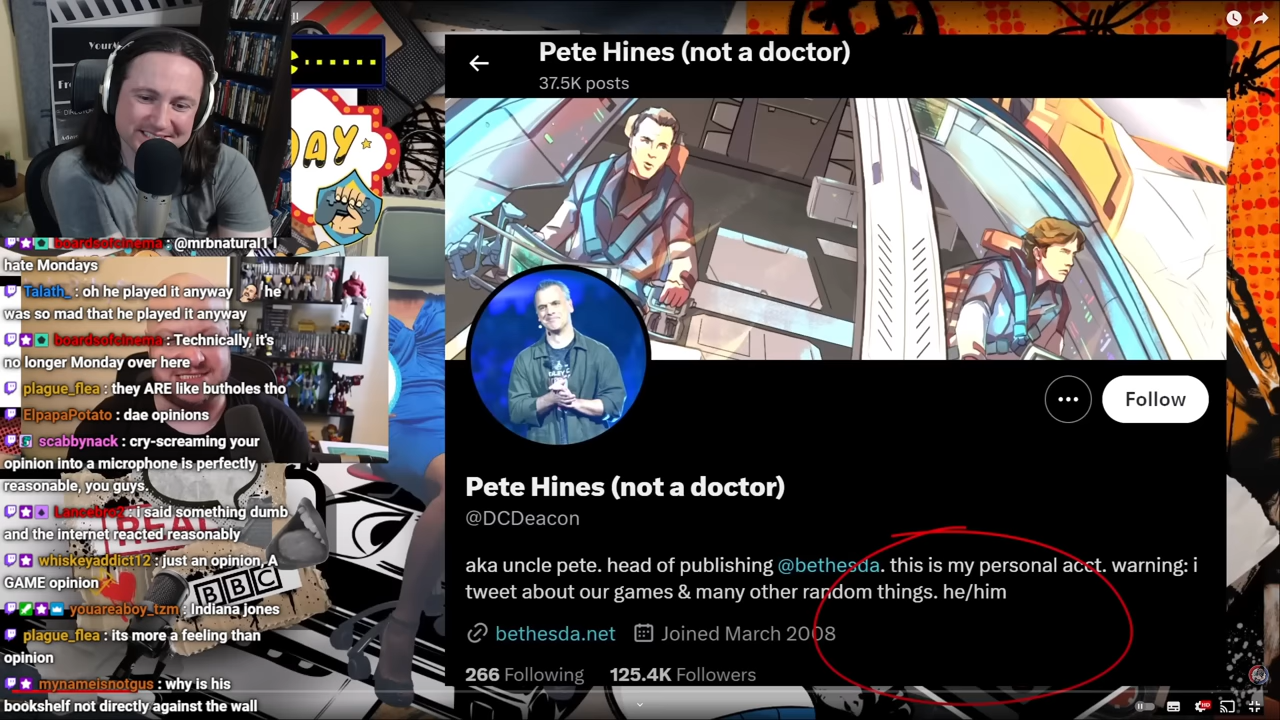 YourM
Fr
DAY
Pete Hines (not a doctor)
37.5K posts
Follow
Pete Hines (not a doctor)
@DCDeacon
aka uncle pete. head of publishing @bethesda. this is my personal acct. warning: i
tweet about our games & many other random things. he/him
bethesda.net Joined March 2008
266 Following 125.4K Followers
boardsofcinema : @mrbnatural1 I
hate Mondays
Talath_ : oh he played it anyway he
was so mad that he played it anyway
boardsofcinema : Technically, it's
no longer Monday over here
plague_flea : they ARE like butholes tho
ElpapaPotato : dae opinions
scabbynack : cry-screaming your
opinion into a microphone is perfectly
reasonable, you guys.
: i said something dumb
and the internet reacted reasonably
whiskeyaddict12 : just an opinion, A
GAME opinion
youareaboy_tzm : Indiana jones
plague_flea : its more a feeling than
opinion
mynameisnotgus : why is his
bookshelf not directly against the wall
REAL
BBC
HD